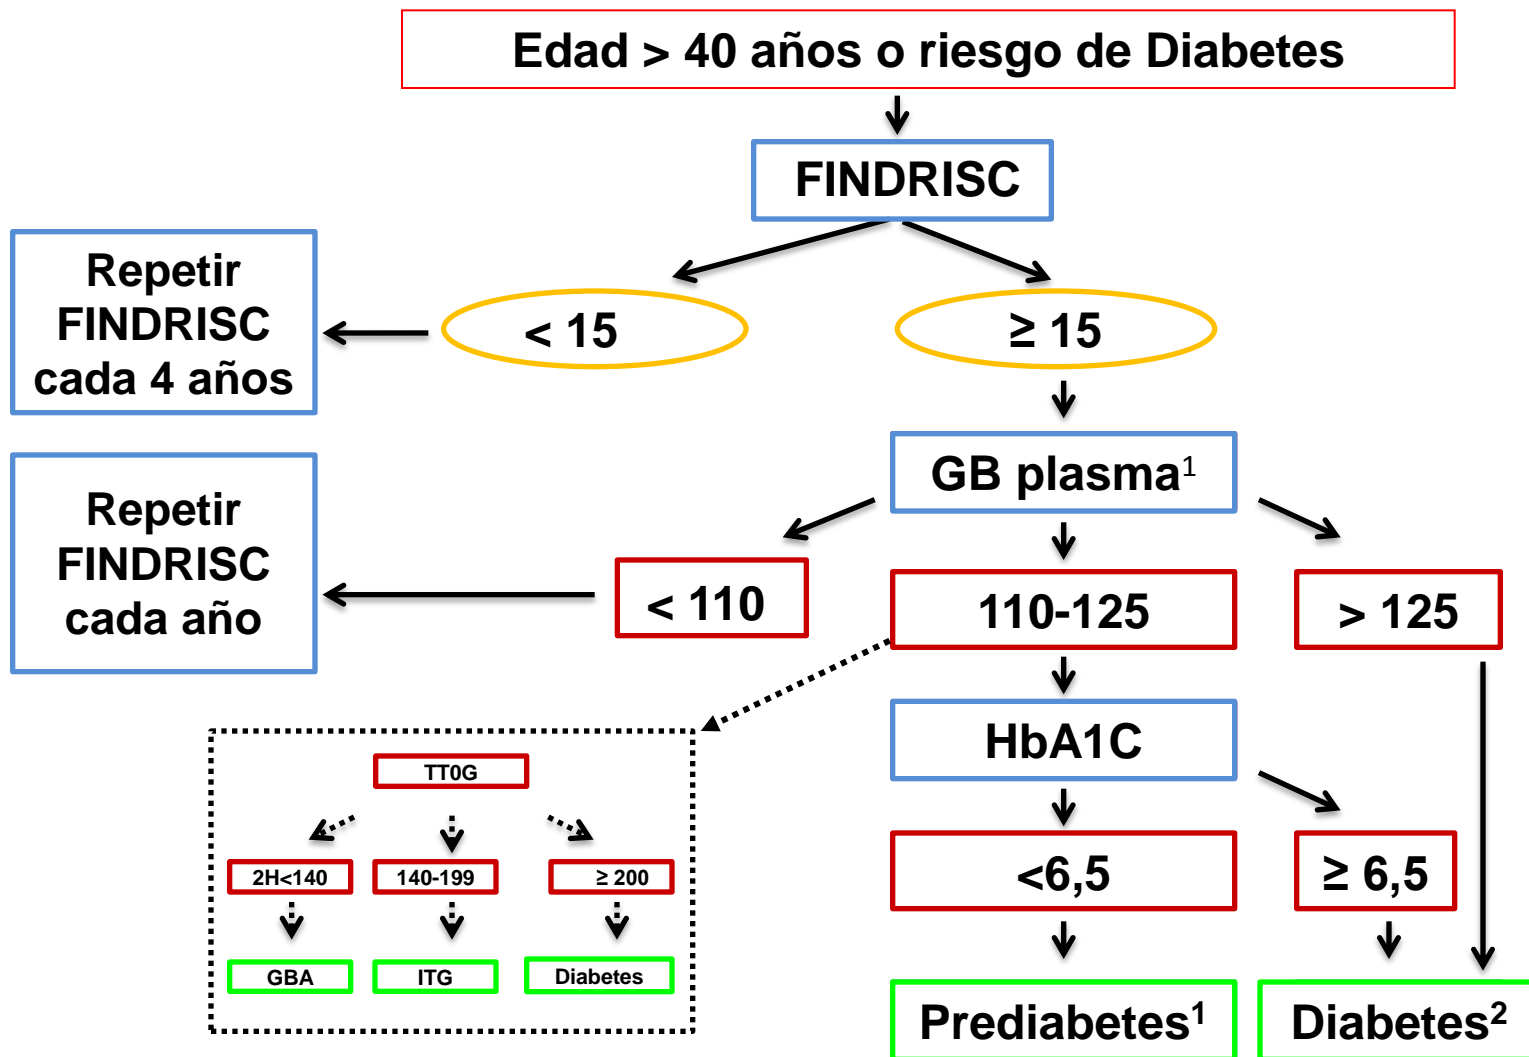 Edad > 40 años o riesgo de Diabetes
FINDRISC
Repetir
FINDRISC
cada 4 años
< 15
≥ 15
GB plasma¹
Repetir
FINDRISC
cada año
< 110
110-125
> 125
HbA1C
TT0G
2H<140
140-199
≥ 200
<6,5
≥ 6,5
GBA
ITG
Diabetes
Prediabetes¹
Diabetes²